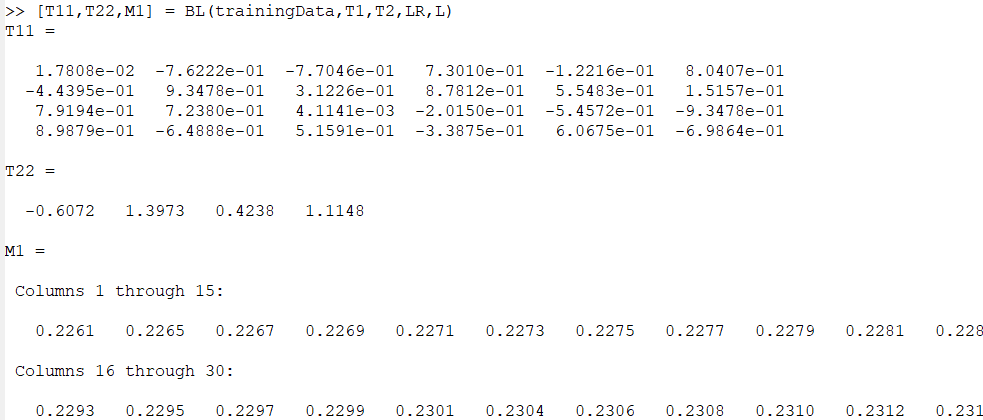 >> [T11,T22,M1] = BL(trainingData,T1,T2,LR,L)
T11 =
1.7808e-02 -7.6222e-01 -7.7046e-01 7.3010e-01 -1.2216e-01 8.0407e-01
-4.4395e-01 9.3478e-01 3.1226e-01 8.7812e-01 5.5483e-01 1.5157e-01
7.9194e-01 7.2380e-01 4.1141e-03 -2.0150e-01 -5.4572e-01 -9.3478e-01
8.9879e-01 -6.4888e-01 5.1591e-01 -3.3875e-01 6.0675e-01 -6.9864e-01
T22 =
-0.6072 1.3973 0.4238 1.1148
M1 =
Columns 1 through 15:
0.2261 0.2265 0.2267 0.2269 0.2271 0.2273 0.2275 0.2277 0.2279 0.2281 0.228
Columns 16 through 30:
0.2293 0.2295 0.2297 0.2299 0.2301 0.2304 0.2306 0.2308 0.2310 0.2312 0.231